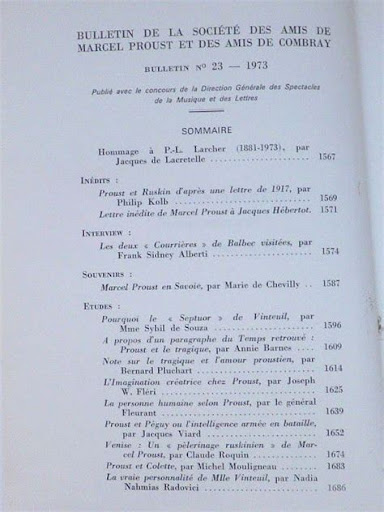 BULLETIN DE LA SOCIÉTÉ DES AMIS DE
MARCEL PROUST ET DES AMIS DE COMBRAY
BULLETIN No 23 — 1973
Publié avec le concours de la Direction Générale des Spectacles
de la Musique et des Lettres
SOMMAIRE
Hommage à P.-L. Larcher (1881-1973), par
Jacques de Lacretelle ..................... 1567
INÉDITS :
Proust et Ruskin d'après une lettre de 1917, par
Philip Kolb .............................. 1569
Lettre inédite de Marcel Proust à Jacques Hébertot. 1571
INTERVIEW :
Les deux « Courrières » de Balbec visitées, par
Frank Sidney Alberti ..................... 1574
SOUVENIRS :
Marcel Proust en Savoie, par Marie de Chevilly .. 1587
ETUDES :
Pourquoi le « Septuor » de Vinteuil, par
Mme Sybil de Souza ....................... 1596
A propos d'un paragraphe du Temps retrouvé :
Proust et le tragique, par Annie Barnes .... 1609
Note sur le tragique et l'amour proustien, par
Bernard Pluchart ......................... 1614
L'Imagination créatrice chez Proust, par Joseph
W. Fléri ................................. 1625
La personne humaine selon Proust, par le général
Fleurant ................................. 1639
Proust et Péguy ou l'intelligence armée en bataille,
par Jacques Viard ........................ 1652
Venise : Un « pèlerinage ruskinien » de Mar-
cel Proust, par Claude Roquin ............ 1674
Proust et Colette, par Michel Mouligneau ....... 1683
La vraie personnalité de Mlle Vinteuil, par Nadia
Nahmias Radovici ......................... 1686